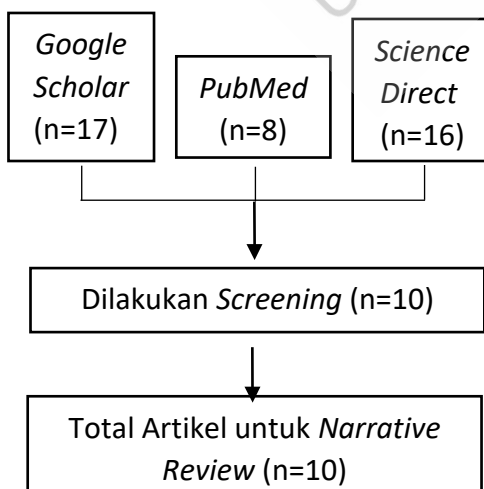 Google
Scholar
(n=17)
PubMed
(n=8)
Science
Direct
(n=16)
Dilakukan Screening (n=10)
Total Artikel untuk Narrative
Review (n=10)